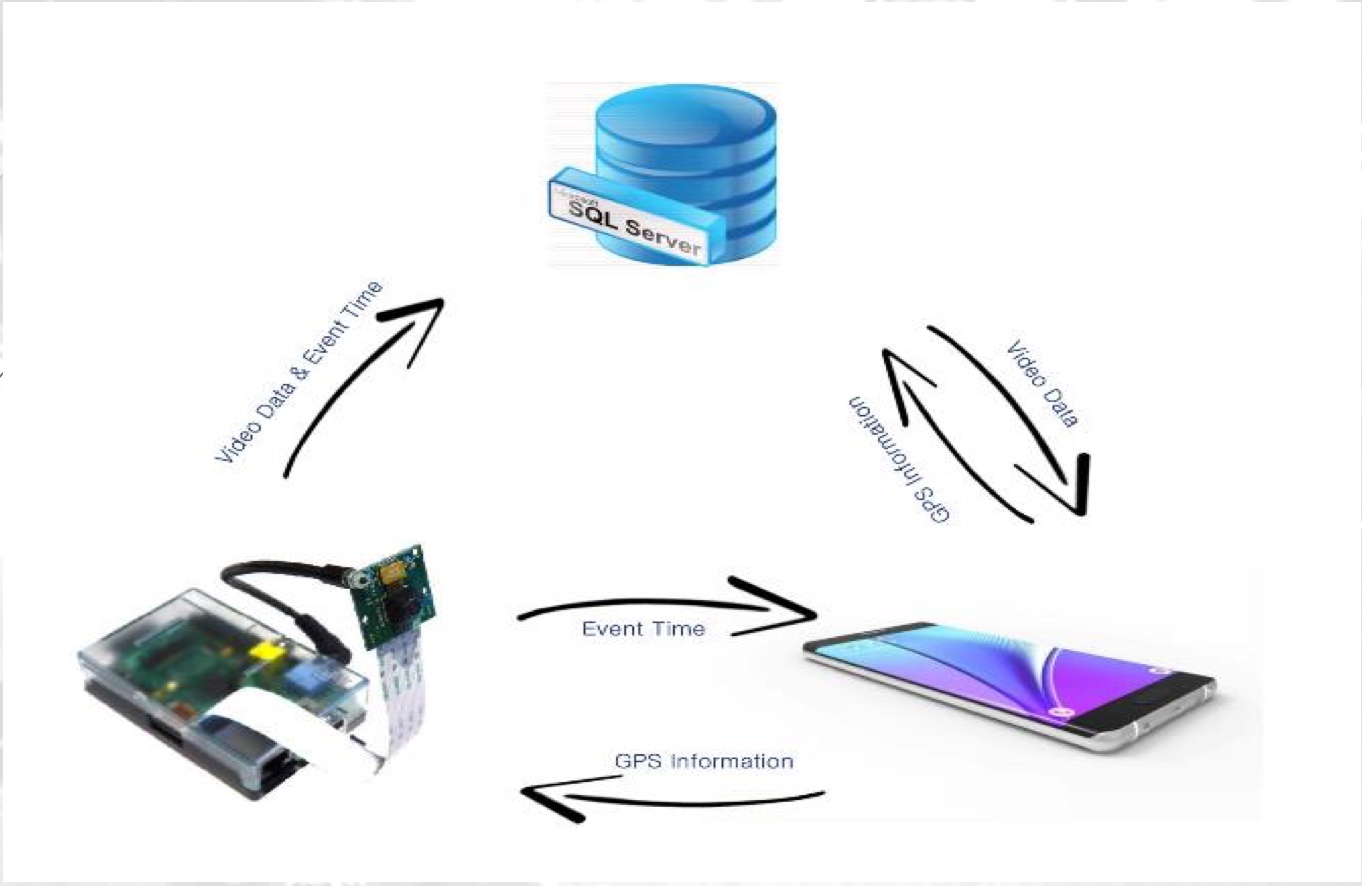 Microsoft
SQL Server
Video Data & Event Time
Video Data
GPS Information
Event Time
GPS Information